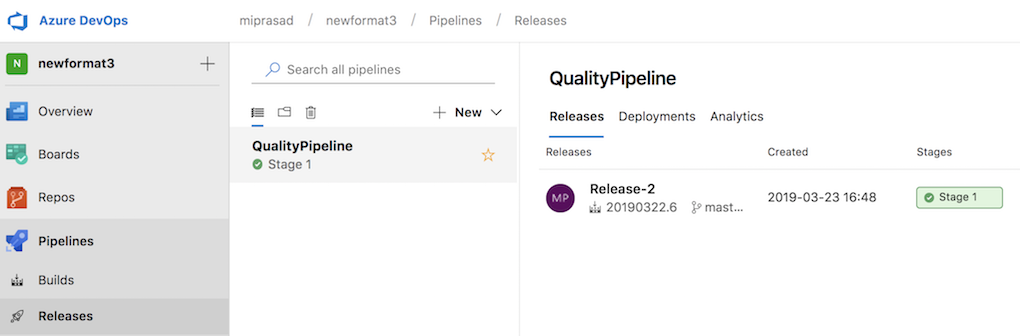 Azure DevOps
miprasad / newformat3 / Pipelines / Releases
N newformat3
Overview
Boards
Repos
Pipelines
Builds
Releases
Search all pipelines
New
QualityPipeline
Stage 1
QualityPipeline
Releases Deployments Analytics
Releases Created Stages
MP Release-2 2019-03-23 16:48 Stage 1
20190322.6 mast...